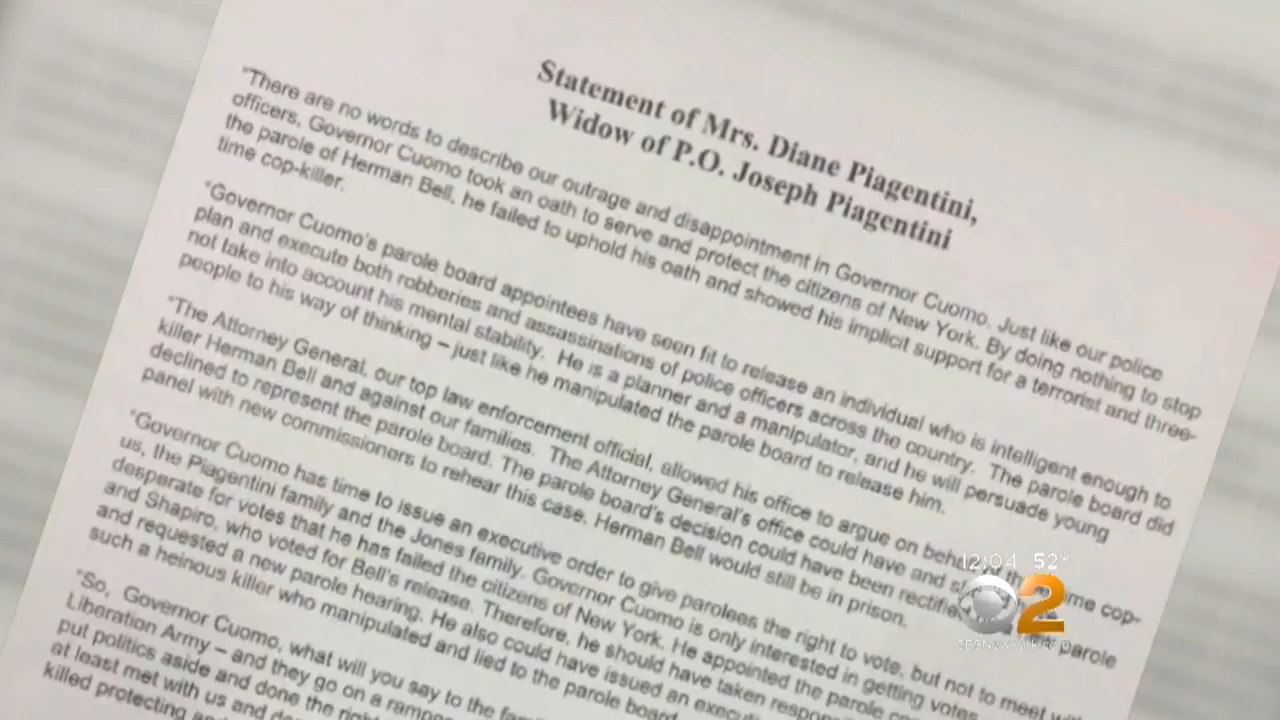 Statement of Mrs. Diane Piagentini,
Widow of P.O. Joseph Piagentini
"There are no words to describe our outrage and disappointment in Governor Cuomo. Just like our police
officers, Governor Cuomo took an oath to serve and protect the citizens of New York. By doing nothing to stop
the parole of Herman Bell, he failed to uphold his oath and showed his implicit support for a terrorist and three-
time cop-killer.
"Governor Cuomo's parole board appointees have seen fit to release an individual who is intelligent enough to
plan and execute both robberies and assassinations of police officers across the country. The parole board did
not take into account his mental stability. He is a planner and a manipulator, and he will persuade young
people to his way of thinking – just like he manipulated the parole board to release him.
"The Attorney General, our top law enforcement official, allowed his office to argue on beh
me cop-
killer Herman Bell and against our families. The Attorney General's office could have and
declined to represent the parole board. The parole board's decision could have been
parole
panel with new commissioners to rehear this case. Herman Bell would still be in prison.
"Governor Cuomo has time to issue an executive order to give parolees the right to vote, but not to meet
us, the Piagentini family and the Jones family. Governor Cuomo is only interested in getting votes
desperate for votes that he has failed the citizens of New York. He appointed the parole
and Shapiro, who voted for Bell's release. Therefore, he should have taken
and requested a new parole hearing. He also could have issued an
such a heinous killer who manipulated and lied to the parole board
"So, Governor Cuomo, what will you say to the
Liberation Army – and they go on a
put politics aside and done the
at least met with us and
killed protecting
12:04 52°
2